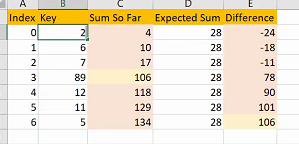 A B C D E
Index Key Sum So Far Expected Sum Difference
0 2 4 28 -24
1 6 10 28 -18
2 7 17 28 -11
3 89 106 28 78
4 12 118 28 90
5 11 129 28 101
6 5 134 28 106